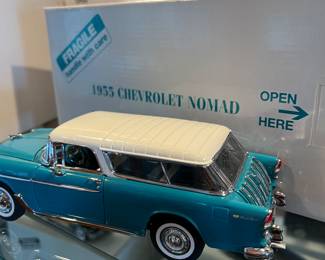 FRAGILE
handle with care
1955 CHEVROLET NOMAD
OPEN
HERE